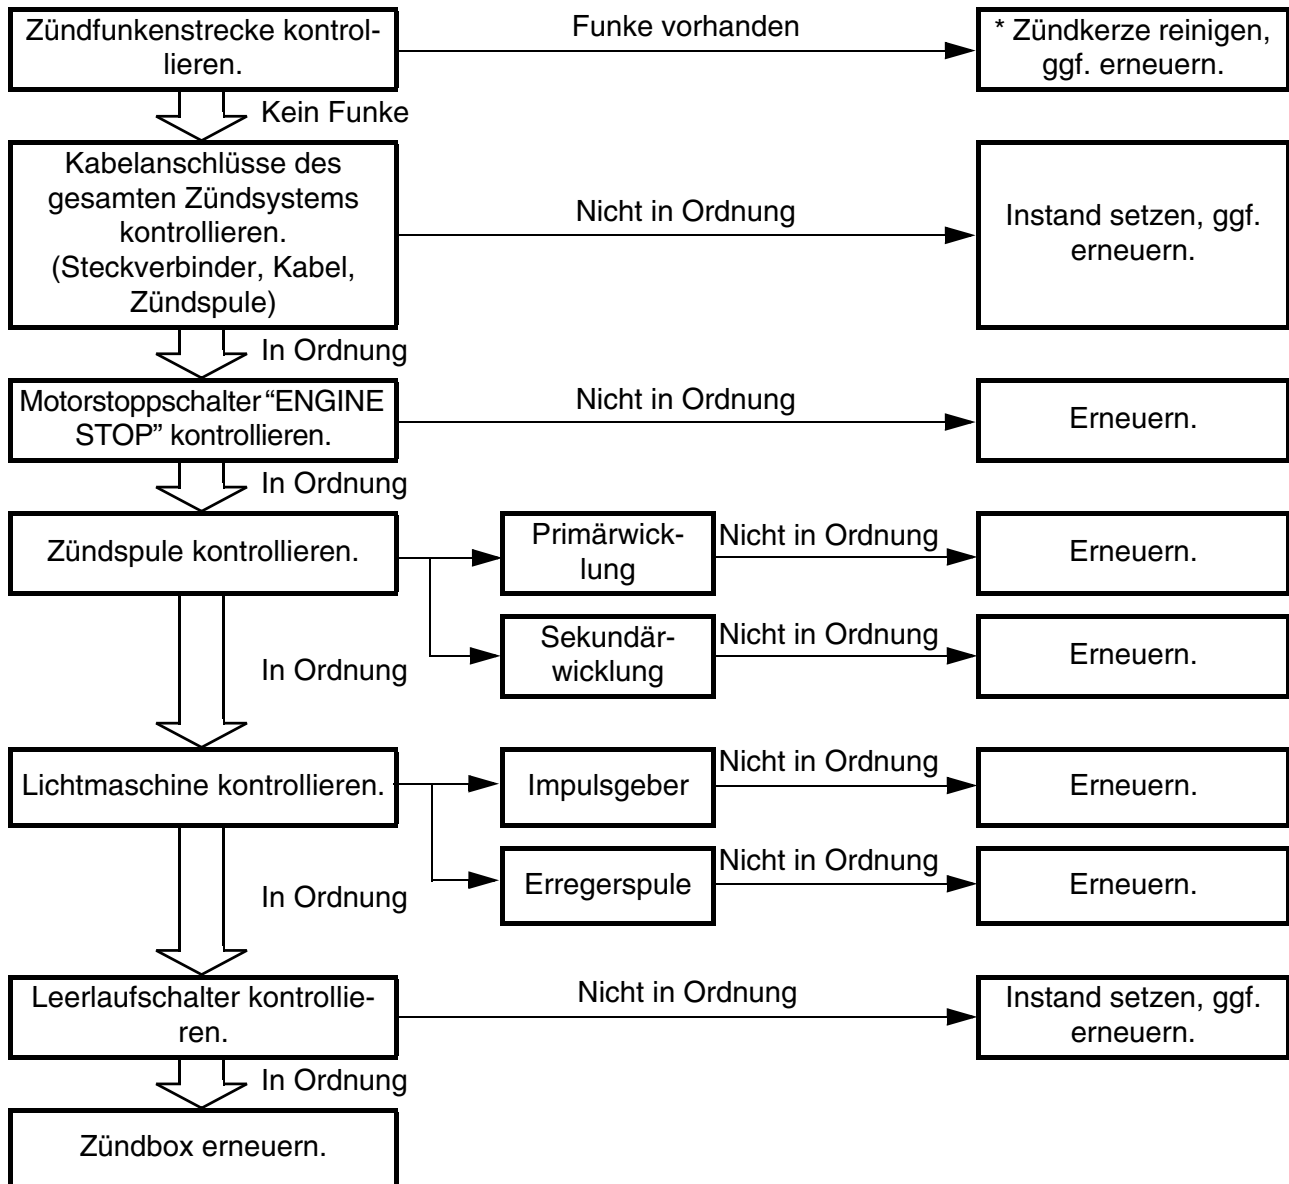 Zündfunkenstrecke kontrol-
lieren.
Funke vorhanden
* Zündkerze reinigen,
ggf. erneuern.
Kein Funke
Kabelanschlüsse des
gesamten Zündsystems
kontrollieren.
(Steckverbinder, Kabel,
Zündspule)
Nicht in Ordnung
Instand setzen, ggf.
erneuern.
In Ordnung
Motorstoppschalter “ENGINE
STOP” kontrollieren.
Nicht in Ordnung
Erneuern.
In Ordnung
Zündspule kontrollieren.
Primärwick-
lung
Nicht in Ordnung
Erneuern.
Sekundär-
wicklung
Nicht in Ordnung
Erneuern.
In Ordnung
Lichtmaschine kontrollieren.
Impulsgeber
Nicht in Ordnung
Erneuern.
Erregerspule
Nicht in Ordnung
Erneuern.
In Ordnung
Leerlaufschalter kontrollie-
ren.
Nicht in Ordnung
Instand setzen, ggf.
erneuern.
In Ordnung
Zündbox erneuern.